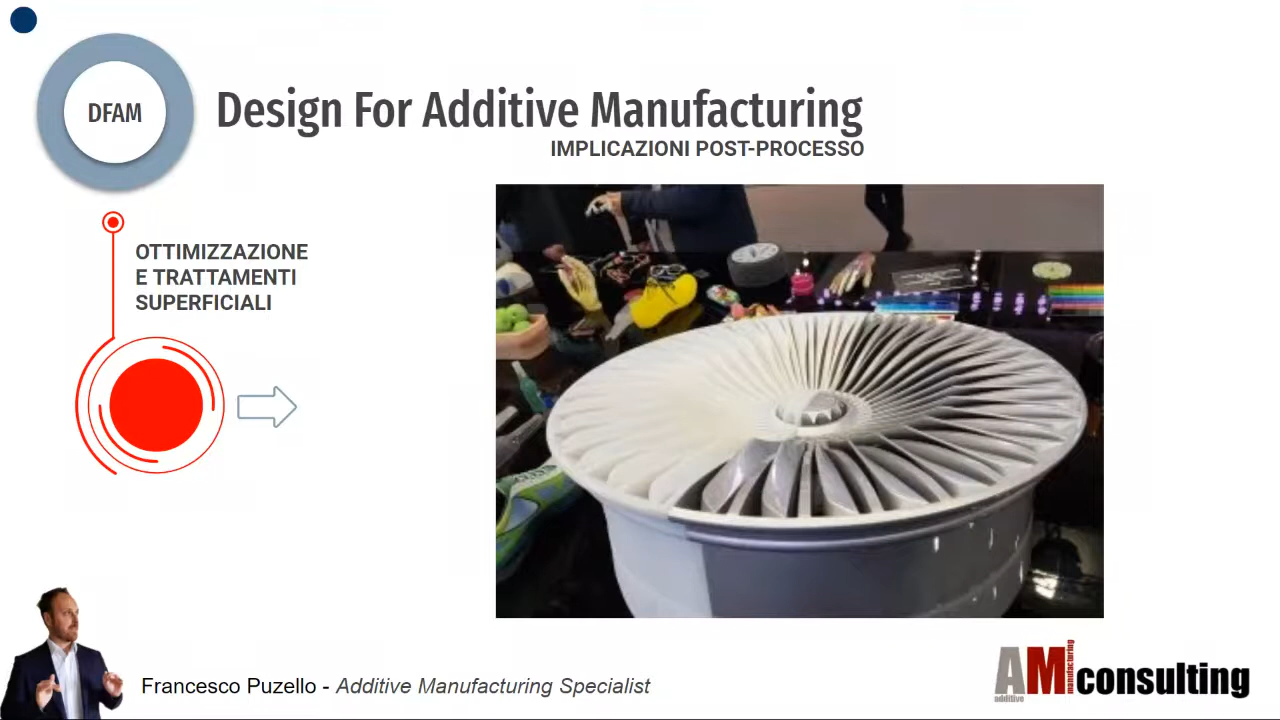 DFAM
Design For Additive Manufacturing
IMPLICAZIONI POST-PROCESSO
OTTIMIZZAZIONE
E TRATTAMENTI
SUPERFICIALI
Francesco Puzello - Additive Manufacturing Specialist
AM consulting
additive
manufacturing